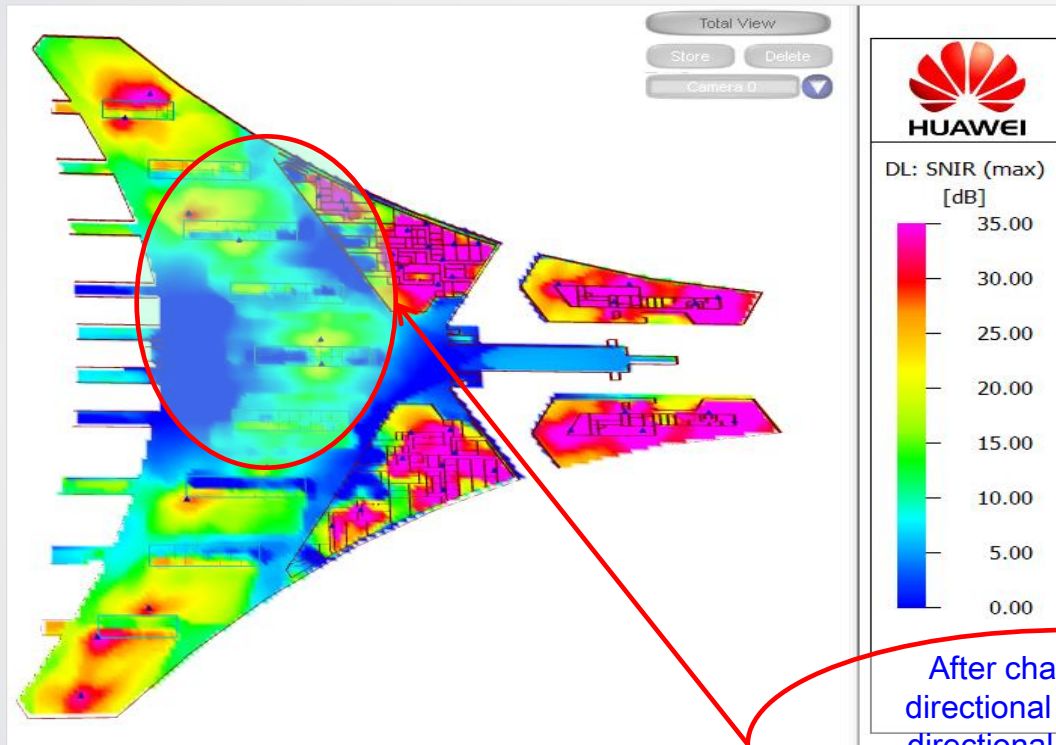 Total View
Store
Delete
Camera 0
HUAWEI
DL: SNIR (max)
[dB]
35.00
30.00
25.00
20.00
15.00
10.00
5.00
0.00
After cha
directional
directional